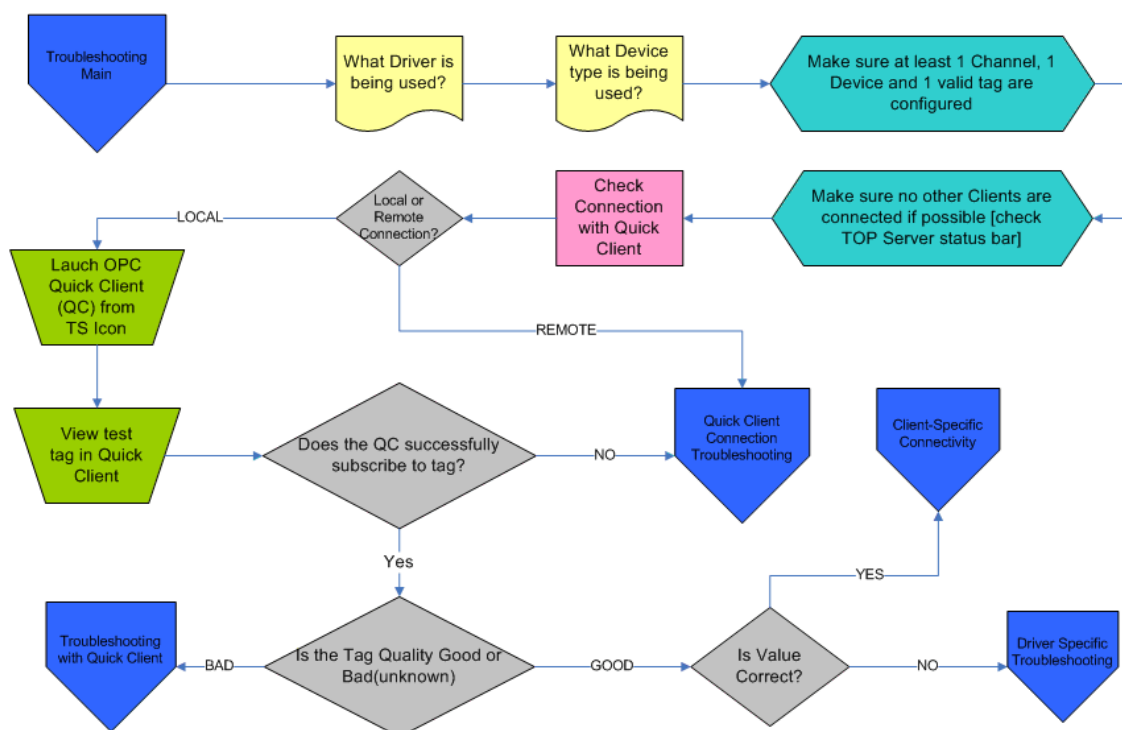 Troubleshooting
Main
What Driver is
being used?
What Device
type is being
used?
Make sure at least 1 Channel, 1
Device and 1 valid tag are
configured
Make sure no other Clients are
connected if possible [check
TOP Server status bar]
Check
Connection
with Quick
Client
Local or
Remote
Connection?
LOCAL
REMOTE
Lauch OPC
Quick Client
(QC) from
TS Icon
View test
tag in Quick
Client
Does the QC successfully
subscribe to tag?
NO
Quick Client
Connection
Troubleshooting
Client-Specific
Connectivity
Yes
YES
Is the Tag Quality Good or
Bad(unknown)
BAD
Troubleshooting
with Quick Client
GOOD
Is Value
Correct?
NO
Driver Specific
Troubleshooting